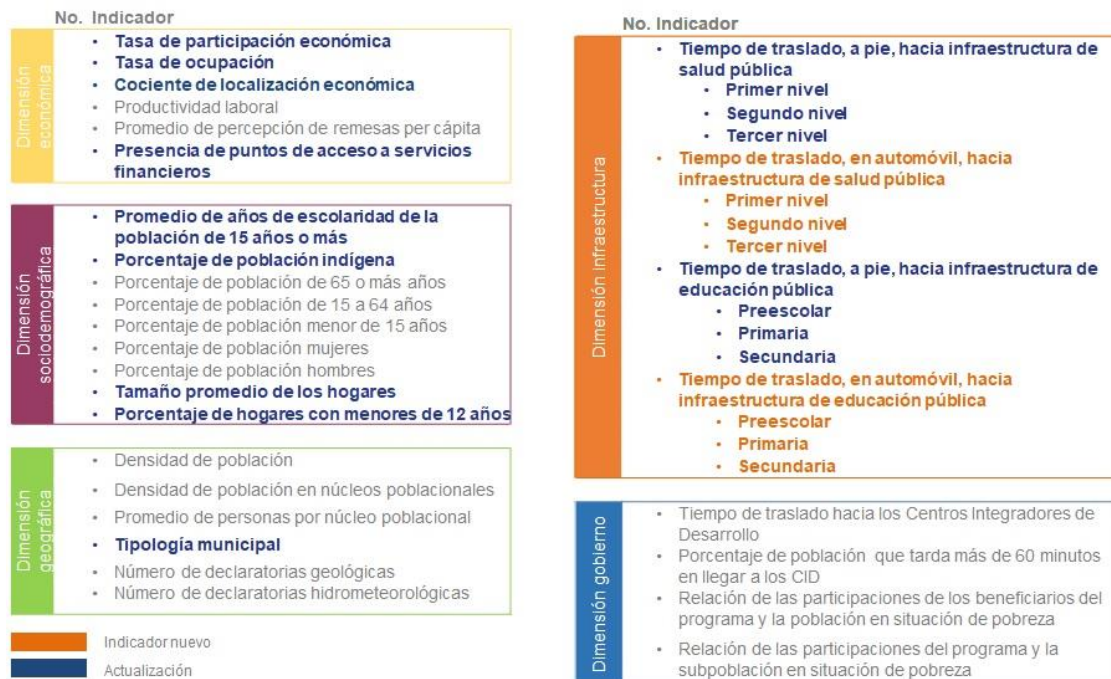 No. Indicador
Dimensión
económica
• Tasa de participación económica
• Tasa de ocupación
• Cociente de localización económica
• Productividad laboral
• Promedio de percepción de remesas per cápita
• Presencia de puntos de acceso a servicios
financieros
Dimensión
sociodemográfica
• Promedio de años de escolaridad de la
población de 15 años o más
• Porcentaje de población indígena
• Porcentaje de población de 65 o más años
• Porcentaje de población de 15 a 64 años
• Porcentaje de población menor de 15 años
• Porcentaje de población mujeres
• Porcentaje de población hombres
• Tamaño promedio de los hogares
• Porcentaje de hogares con menores de 12 años
Dimensión
geográfica
• Densidad de población
• Densidad de población en núcleos poblacionales
• Promedio de personas por núcleo poblacional
• Tipología municipal
• Número de declaratorias geológicas
• Número de declaratorias hidrometeorológicas
Indicador nuevo
Actualización
No. Indicador
Dimensión infraestructura
• Tiempo de traslado, a pie, hacia infraestructura de
salud pública
• Primer nivel
• Segundo nivel
• Tercer nivel
• Tiempo de traslado, en automóvil, hacia
infraestructura de salud pública
• Primer nivel
• Segundo nivel
• Tercer nivel
• Tiempo de traslado, a pie, hacia infraestructura de
educación pública
• Preescolar
• Primaria
• Secundaria
• Tiempo de traslado, en automóvil, hacia
infraestructura de educación pública
• Preescolar
• Primaria
• Secundaria
Dimensión gobierno
• Tiempo de traslado hacia los Centros Integradores de
Desarrollo
• Porcentaje de población que tarda más de 60 minutos
en llegar a los CID
• Relación de las participaciones de los beneficiarios del
programa y la población en situación de pobreza
• Relación de las participaciones del programa y la
subpoblación en situación de pobreza